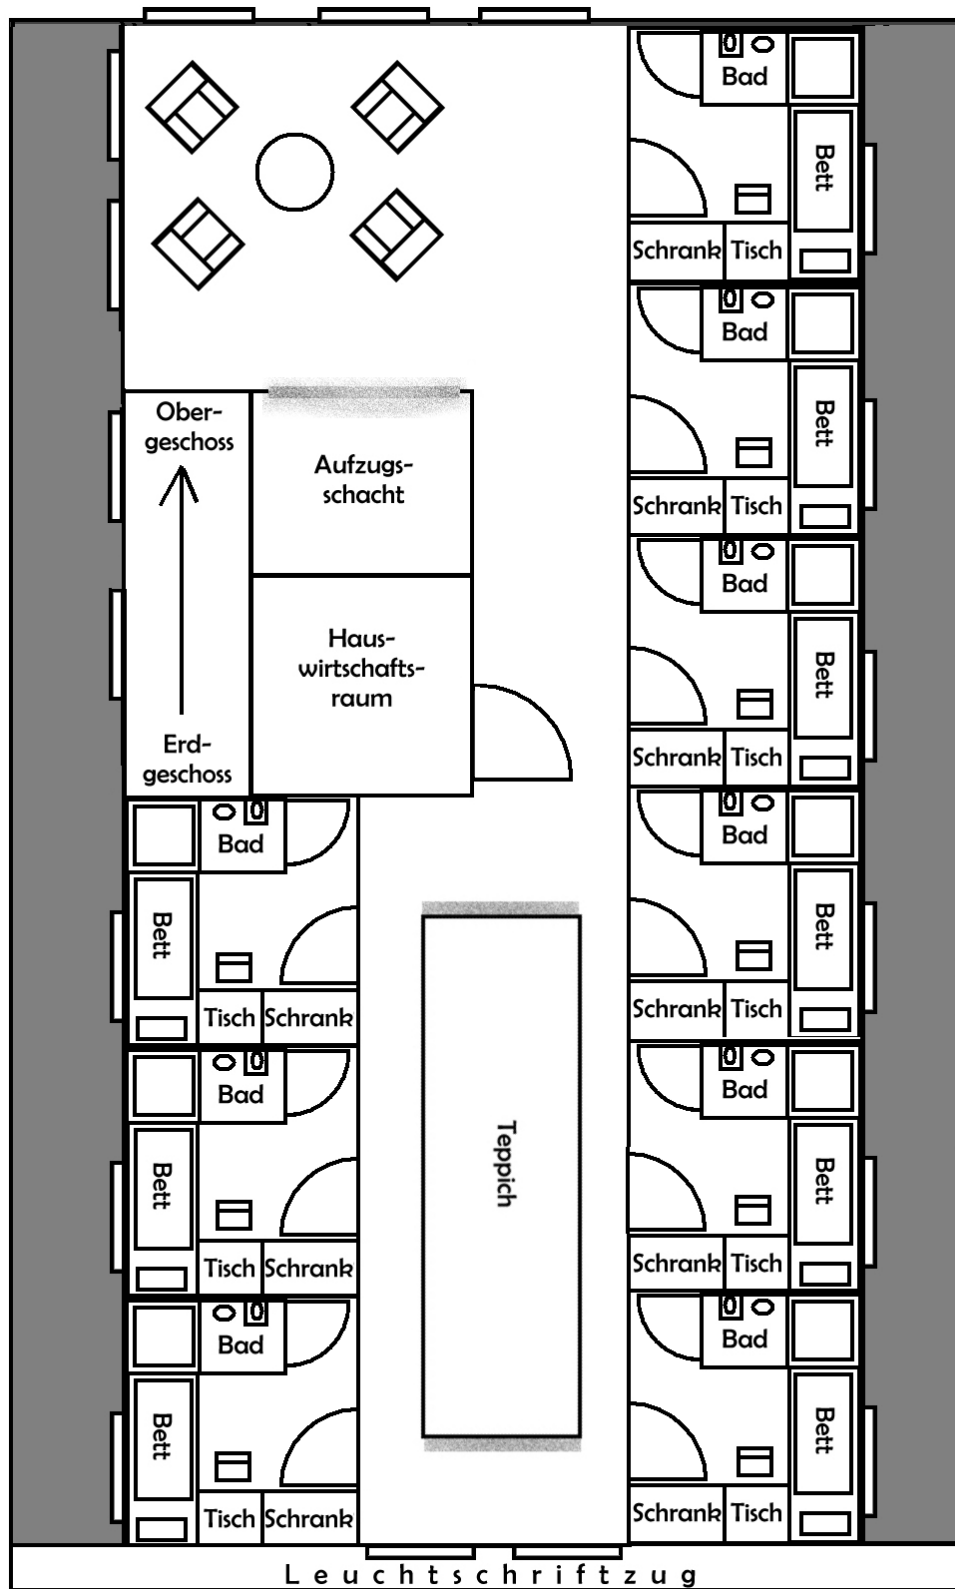 Bad
Bett
Schrank Tisch
Bad
Bett
Schrank Tisch
Ober-
geschoss
Aufzugs-
schacht
Bad
Bett
Schrank Tisch
Haus-
wirtschafts-
raum
Erd-
geschoss
Bad
Bett
Tisch Schrank
Bad
Bett
Schrank Tisch
Teppich
Bad
Bett
Tisch Schrank
Bad
Bett
Schrank Tisch
Bad
Bett
Tisch Schrank
Bad
Bett
Schrank Tisch
Leuchtschriftzug